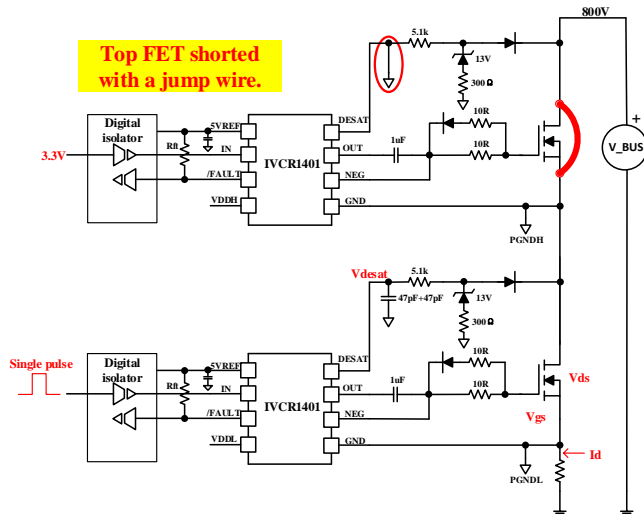 800V
Top FET shorted
with a jump wire.
5.1k
13V
300Ω
Digital
isolator
5VREF
DESAT
10R
3.3V
Rft
IN
IVCR1401
OUT
1uF
10R
+
V_BUS
/FAULT
NEG
VDDH
GND
PGNDH
Vdesat
5.1k
47pF+47pF
13V
300Ω
Single pulse
Digital
isolator
5VREF
DESAT
10R
Rft
IN
IVCR1401
OUT
1uF
10R
Vds
/FAULT
NEG
Vgs
VDDL
GND
PGNDL
Id